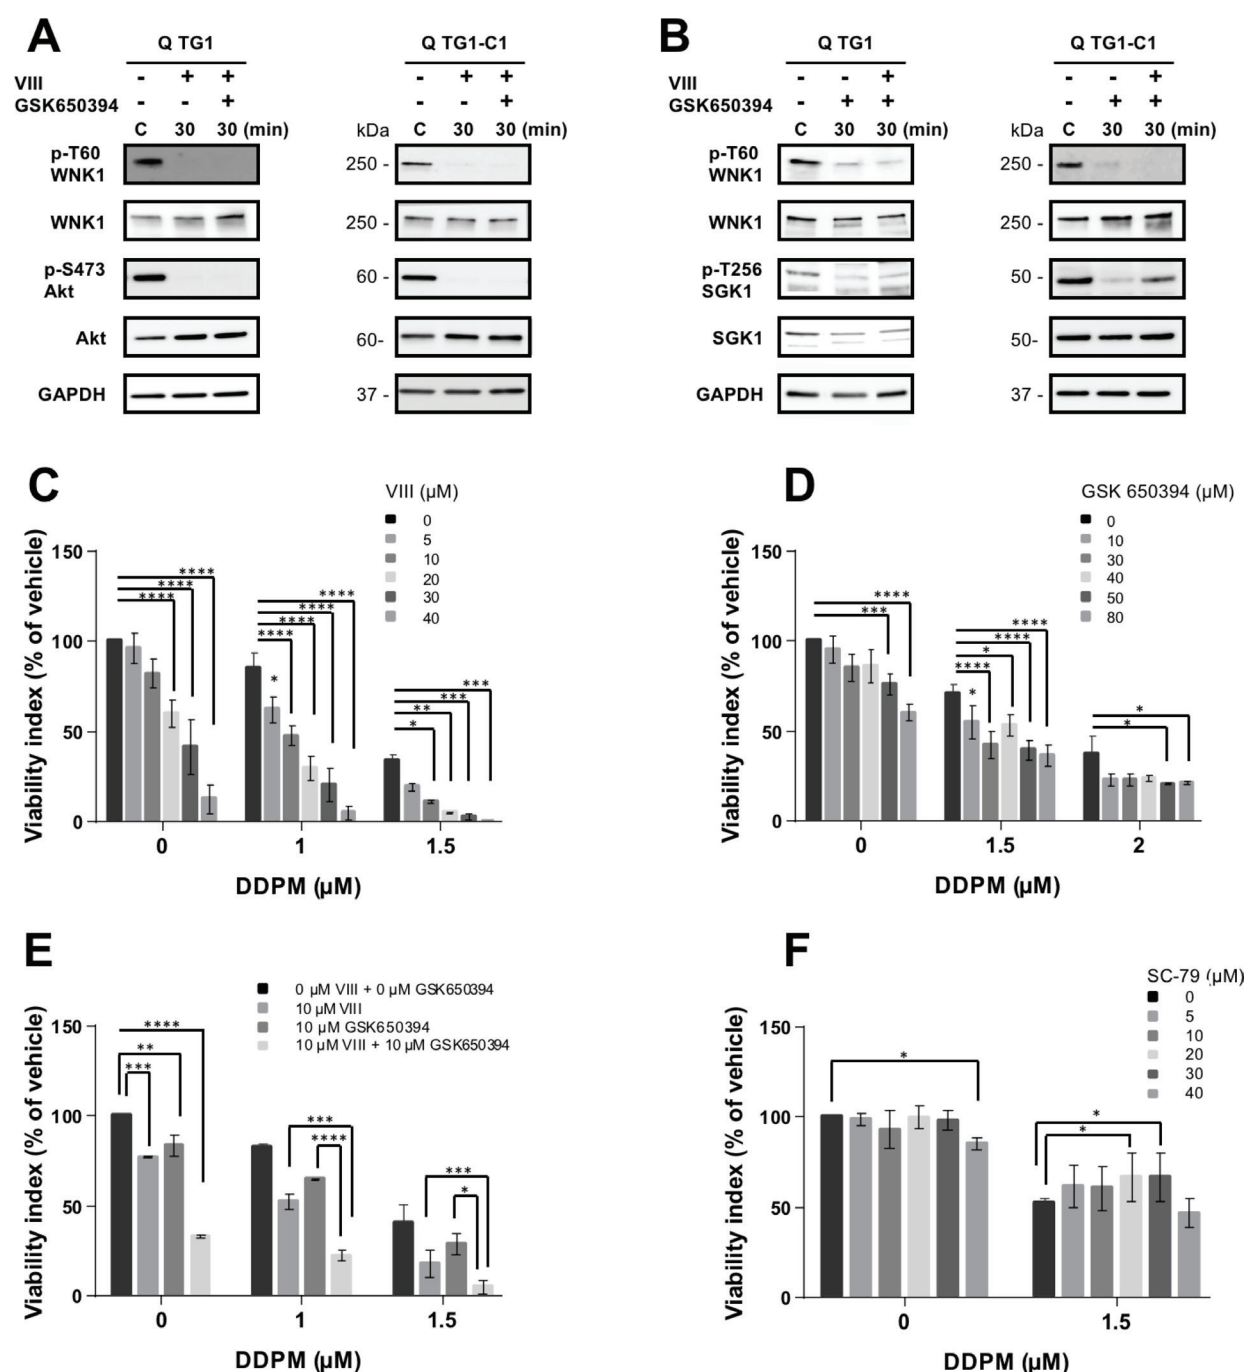 A
Q TG1
Q TG1-C1
VIII - + +
GSK650394 - - +
C 30 30 (min)
kDa
- + +
- - +
C 30 30 (min)
p-T60
WNK1
250 -
WNK1
250 -
p-S473
Akt
60 -
Akt
60-
GAPDH
37 -
B
Q TG1
Q TG1-C1
VIII - - +
GSK650394 - + +
C 30 30 (min)
kDa
- - +
- + +
C 30 30 (min)
p-T60
WNK1
250 -
WNK1
250 -
p-T256
SGK1
50 -
SGK1
50-
GAPDH
37 -
C
VIII (µM)
0
5
10
20
30
40
Viability index (% of vehicle)
150
100
50
0
****
****
****
****
****
****
****
*
***
***
**
*
0 1 1.5
DDPM (µM)
D
GSK 650394 (µM)
0
10
30
40
50
80
Viability index (% of vehicle)
150
100
50
0
****
***
****
****
*
****
*
*
*
0 1.5 2
DDPM (µM)
E
0 µM VIII + 0 µM GSK650394
10 µM VIII
10 µM GSK650394
10 µM VIII + 10 µM GSK650394
Viability index (% of vehicle)
150
100
50
0
****
**
***
***
****
***
*
0 1 1.5
DDPM (µM)
F
SC-79 (µM)
0
5
10
20
30
40
Viability index (% of vehicle)
150
100
50
0
*
*
*
0 1.5
DDPM (µM)